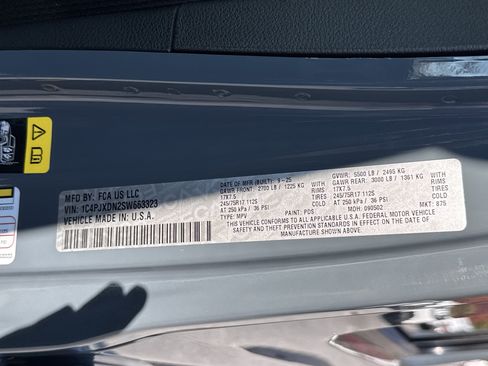 MFD BY: FCA US LLC
VIN: 1C4PJXDN2SW563323
VEHICLE MADE IN: U.S.A.
DATE OF MFR (BUILT): 9-25
GAWR FRONT: 2700 LB / 1225 KG
WITH
17X7.5 RIMS
245/75R17 112S
AT 250 kPa / 36 PSI COLD
TYPE: MPV
GVWR: 5500 LB / 2495 KG
GAWR REAR: 3000 LB / 1361 KG
WITH
17X7.5 RIMS
245/75R17 112S
AT 250 kPa / 36 PSI COLD
PAINT: PDS
MDH: 090502
MKT: 875
THIS VEHICLE CONFORMS TO ALL APPLICABLE U.S.A. FEDERAL MOTOR VEHICLE
SAFETY AND THEFT PREVENTION STANDARDS IN EFFECT ON THE DATE OF
MANUFACTURE SHOWN ABOVE.